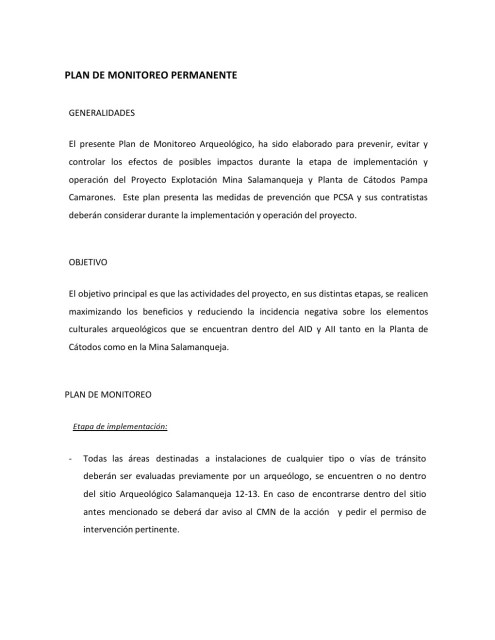 PLAN DE MONITOREO PERMANENTE
GENERALIDADES
El presente Plan de Monitoreo Arqueológico, ha sido elaborado para prevenir, evitar y
controlar los efectos de posibles impactos durante la etapa de implementación y
operación del Proyecto Explotación Mina Salamanqueja y Planta de Cátodos Pampa
Camarones. Este plan presenta las medidas de prevención que PCSA y sus contratistas
deberán considerar durante la implementación y operación del proyecto.
OBJETIVO
El objetivo principal es que las actividades del proyecto, en sus distintas etapas, se realicen
maximizando los beneficios y reduciendo la incidencia negativa sobre los elementos
culturales arqueológicos que se encuentran dentro del AID y AII tanto en la Planta de
Cátodos como en la Mina Salamanqueja.
PLAN DE MONITOREO
Etapa de implementación:
- Todas las áreas destinadas a instalaciones de cualquier tipo o vías de tránsito
deberán ser evaluadas previamente por un arqueólogo, se encuentren o no dentro
del sitio Arqueológico Salamanqueja 12-13. En caso de encontrarse dentro del sitio
antes mencionado se deberá dar aviso al CMN de la acción y pedir el permiso de
intervención pertinente.